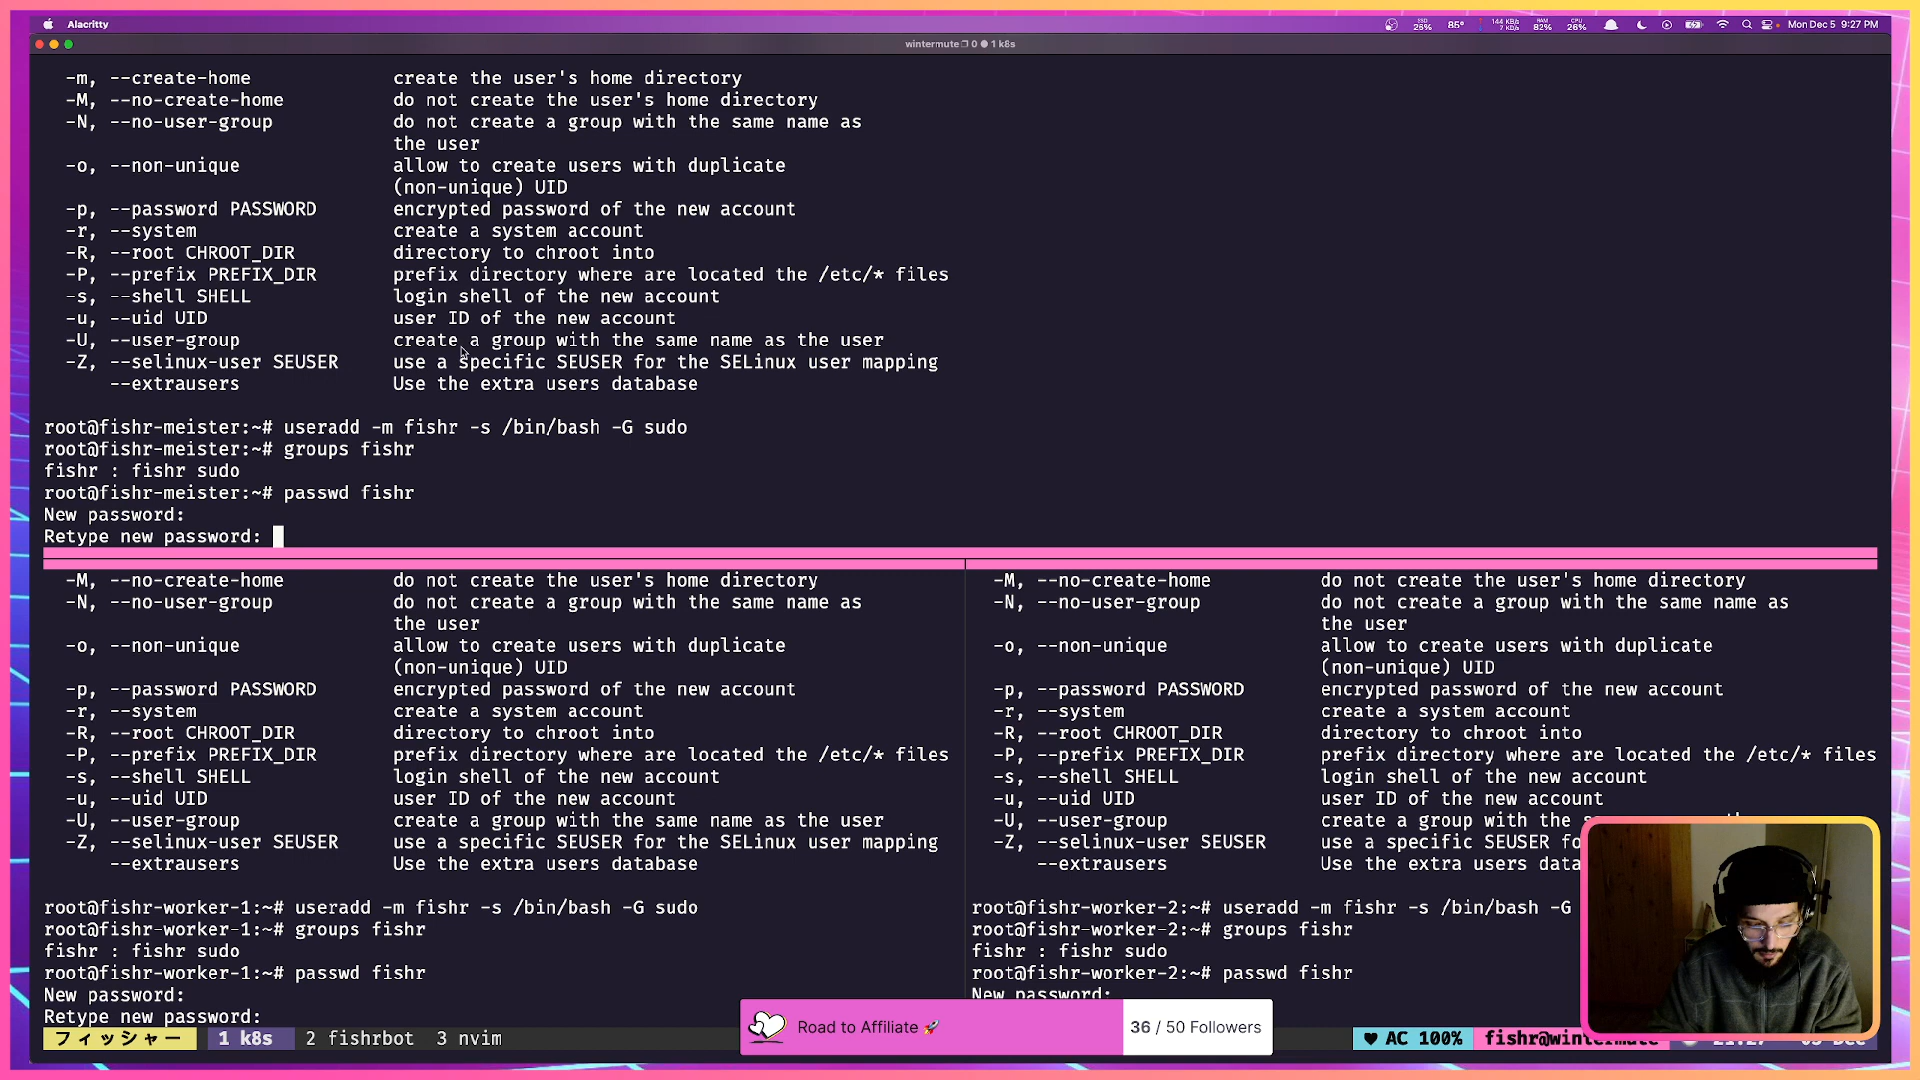 Alacritty
SSD 26%
85°
144 KB/s
7 KB/s
RAM 82%
CPU 26%
Mon Dec 5 9:27 PM
wintermute 0 1 k8s
-m, --create-home create the user's home directory
-M, --no-create-home do not create the user's home directory
-N, --no-user-group do not create a group with the same name as
the user
-o, --non-unique allow to create users with duplicate
(non-unique) UID
-p, --password PASSWORD encrypted password of the new account
-r, --system create a system account
-R, --root CHROOT_DIR directory to chroot into
-P, --prefix PREFIX_DIR prefix directory where are located the /etc/* files
-s, --shell SHELL login shell of the new account
-u, --uid UID user ID of the new account
-U, --user-group create a group with the same name as the user
-Z, --selinux-user SEUSER use a specific SEUSER for the SELinux user mapping
--extrausers Use the extra users database
root@fishr-meister:~# useradd -m fishr -s /bin/bash -G sudo
root@fishr-meister:~# groups fishr
fishr : fishr sudo
root@fishr-meister:~# passwd fishr
New password:
Retype new password:
-M, --no-create-home do not create the user's home directory
-N, --no-user-group do not create a group with the same name as
the user
-o, --non-unique allow to create users with duplicate
(non-unique) UID
-p, --password PASSWORD encrypted password of the new account
-r, --system create a system account
-R, --root CHROOT_DIR directory to chroot into
-P, --prefix PREFIX_DIR prefix directory where are located the /etc/* files
-s, --shell SHELL login shell of the new account
-u, --uid UID user ID of the new account
-U, --user-group create a group with the same name as the user
-Z, --selinux-user SEUSER use a specific SEUSER for the SELinux user mapping
--extrausers Use the extra users database
root@fishr-worker-1:~# useradd -m fishr -s /bin/bash -G sudo
root@fishr-worker-1:~# groups fishr
fishr : fishr sudo
root@fishr-worker-1:~# passwd fishr
New password:
Retype new password:
-M, --no-create-home do not create the user's home directory
-N, --no-user-group do not create a group with the same name as
the user
-o, --non-unique allow to create users with duplicate
(non-unique) UID
-p, --password PASSWORD encrypted password of the new account
-r, --system create a system account
-R, --root CHROOT_DIR directory to chroot into
-P, --prefix PREFIX_DIR prefix directory where are located the /etc/* files
-s, --shell SHELL login shell of the new account
-u, --uid UID user ID of the new account
-U, --user-group create a group with the
-Z, --selinux-user SEUSER use a specific SEUSER
--extrausers Use the extra users
root@fishr-worker-2:~# useradd -m fishr -s /bin/bash -G
root@fishr-worker-2:~# groups fishr
fishr : fishr sudo
root@fishr-worker-2:~# passwd fishr
New password:
Road to Affiliate 🚀 36 / 50 Followers
フィッシャー 1 k8s 2 fishrbot 3 nvim ♥ AC 100% fishr@wintermute